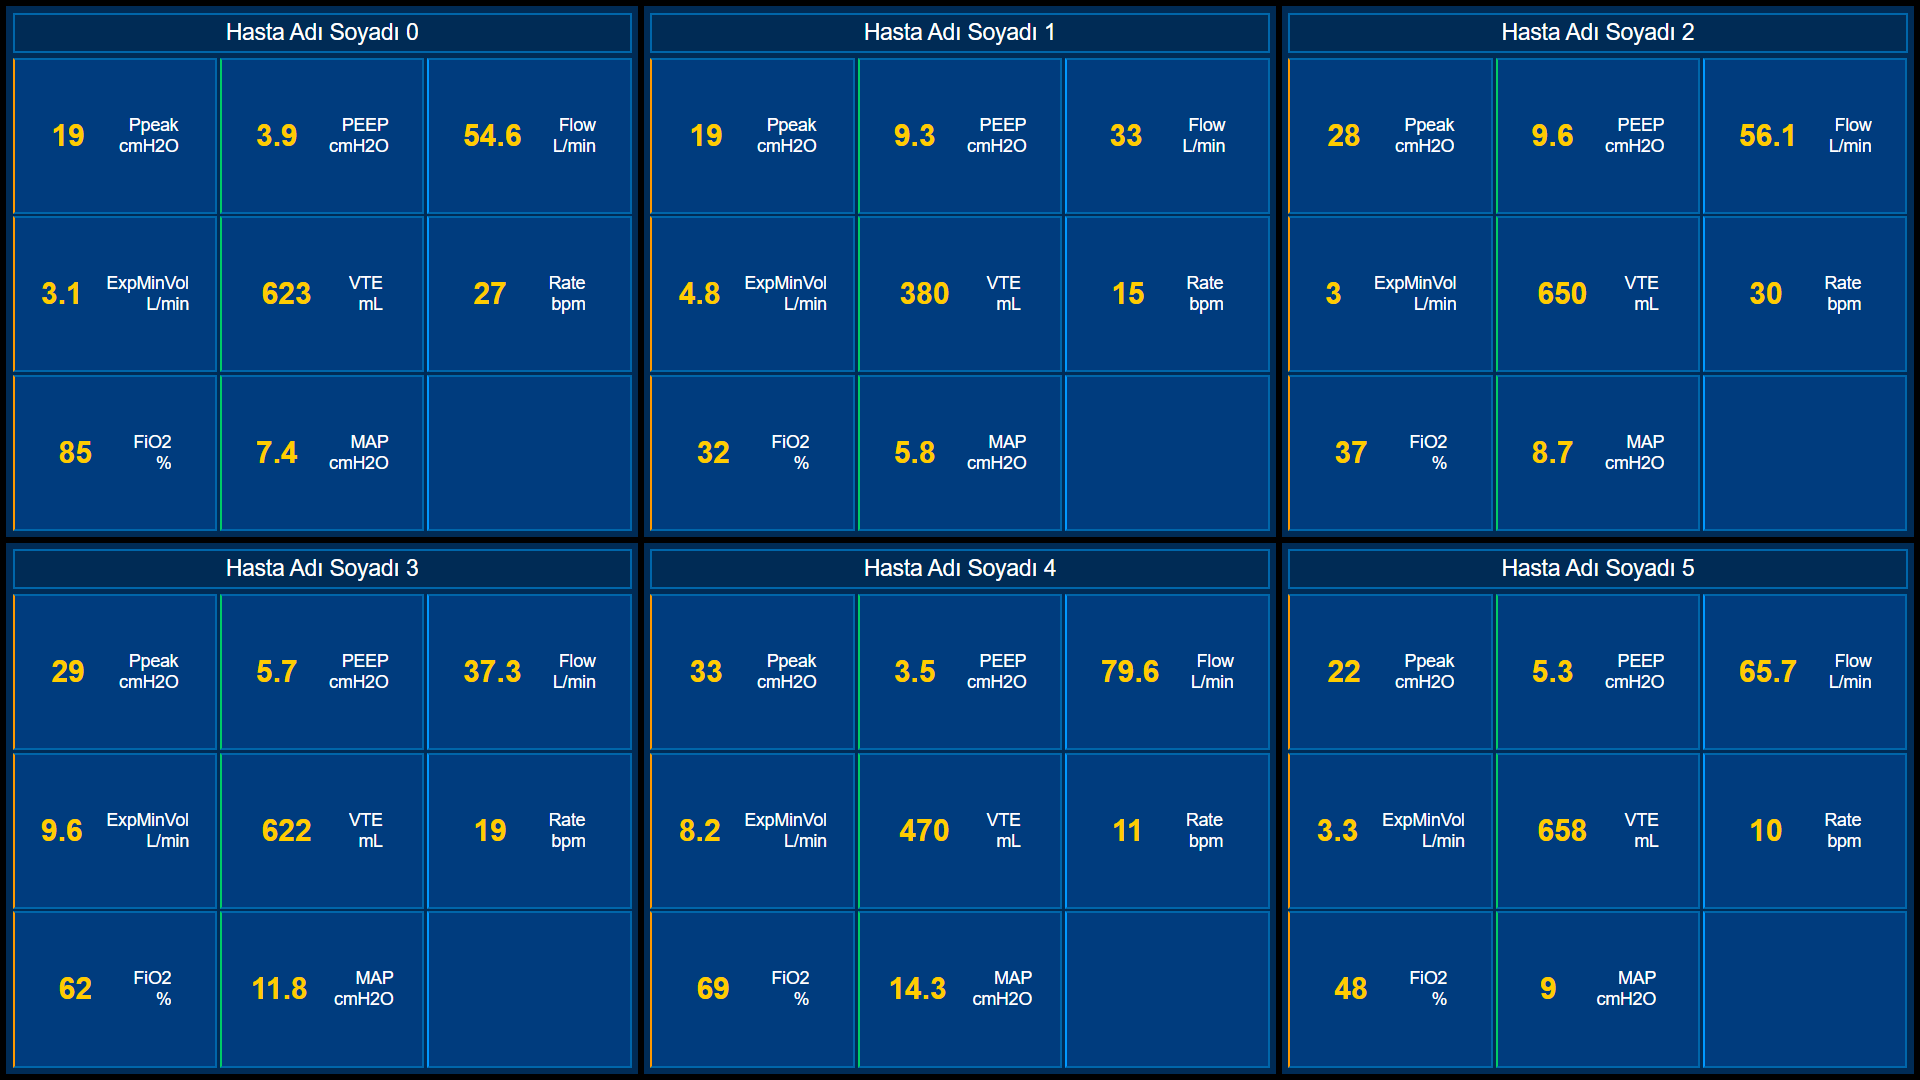 Hasta Adı Soyadı 0
19 Ppeak cmH2O
3.9 PEEP cmH2O
54.6 Flow L/min
3.1 ExpMinVol L/min
623 VTE mL
27 Rate bpm
85 FiO2 %
7.4 MAP cmH2O
Hasta Adı Soyadı 1
19 Ppeak cmH2O
9.3 PEEP cmH2O
33 Flow L/min
4.8 ExpMinVol L/min
380 VTE mL
15 Rate bpm
32 FiO2 %
5.8 MAP cmH2O
Hasta Adı Soyadı 2
28 Ppeak cmH2O
9.6 PEEP cmH2O
56.1 Flow L/min
3 ExpMinVol L/min
650 VTE mL
30 Rate bpm
37 FiO2 %
8.7 MAP cmH2O
Hasta Adı Soyadı 3
29 Ppeak cmH2O
5.7 PEEP cmH2O
37.3 Flow L/min
9.6 ExpMinVol L/min
622 VTE mL
19 Rate bpm
62 FiO2 %
11.8 MAP cmH2O
Hasta Adı Soyadı 4
33 Ppeak cmH2O
3.5 PEEP cmH2O
79.6 Flow L/min
8.2 ExpMinVol L/min
470 VTE mL
11 Rate bpm
69 FiO2 %
14.3 MAP cmH2O
Hasta Adı Soyadı 5
22 Ppeak cmH2O
5.3 PEEP cmH2O
65.7 Flow L/min
3.3 ExpMinVol L/min
658 VTE mL
10 Rate bpm
48 FiO2 %
9 MAP cmH2O